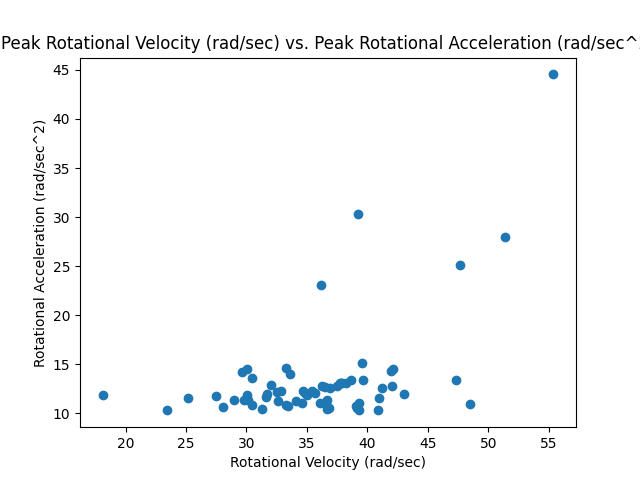 Peak Rotational Velocity (rad/sec) vs. Peak Rotational Acceleration (rad/sec^
45
40
35
30
25
20
15
10
Rotational Acceleration (rad/sec^2)
20 25 30 35 40 45 50 55
Rotational Velocity (rad/sec)